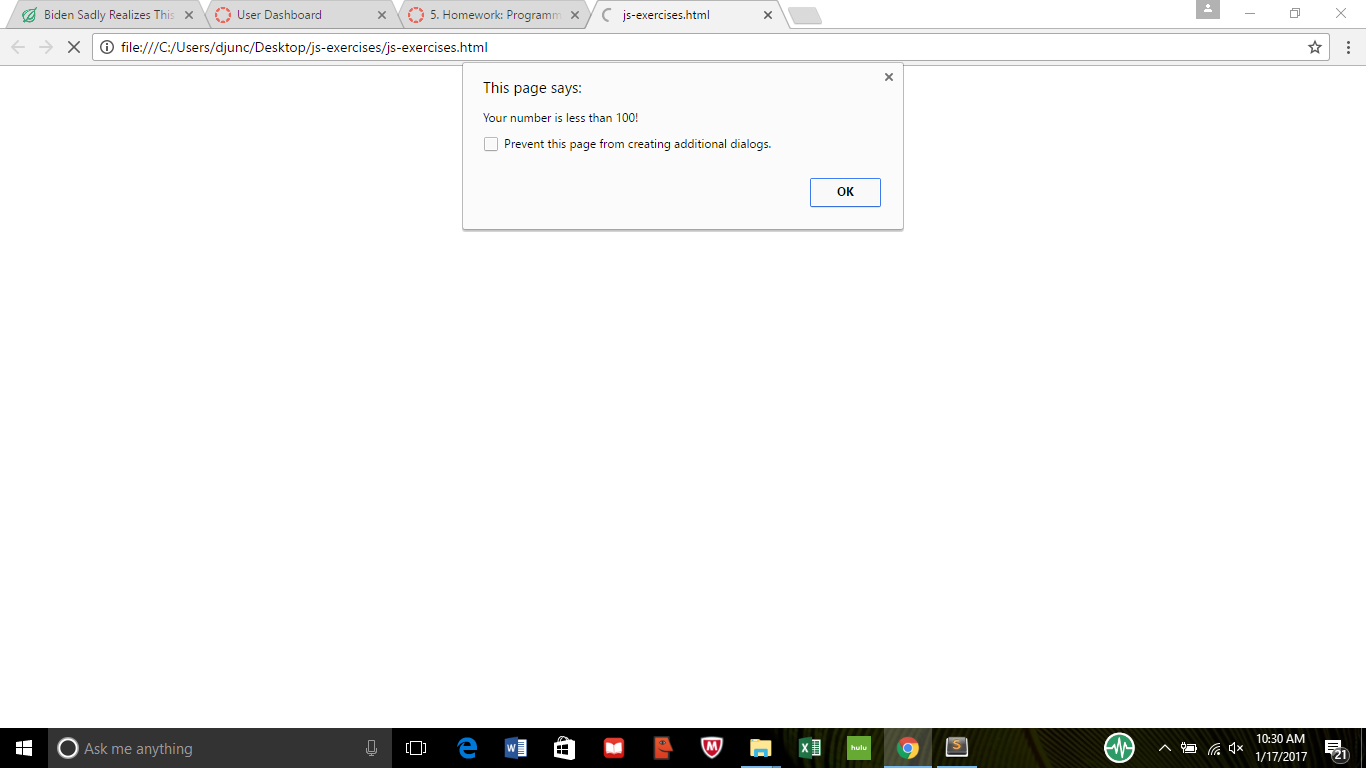 Biden Sadly Realizes This
User Dashboard
5. Homework: Programm
js-exercises.html
file:///C:/Users/djunc/Desktop/js-exercises/js-exercises.html
This page says:
Your number is less than 100!
Prevent this page from creating additional dialogs.
OK
Ask me anything
W
M
X
hulu
S
10:30 AM
1/17/2017
21